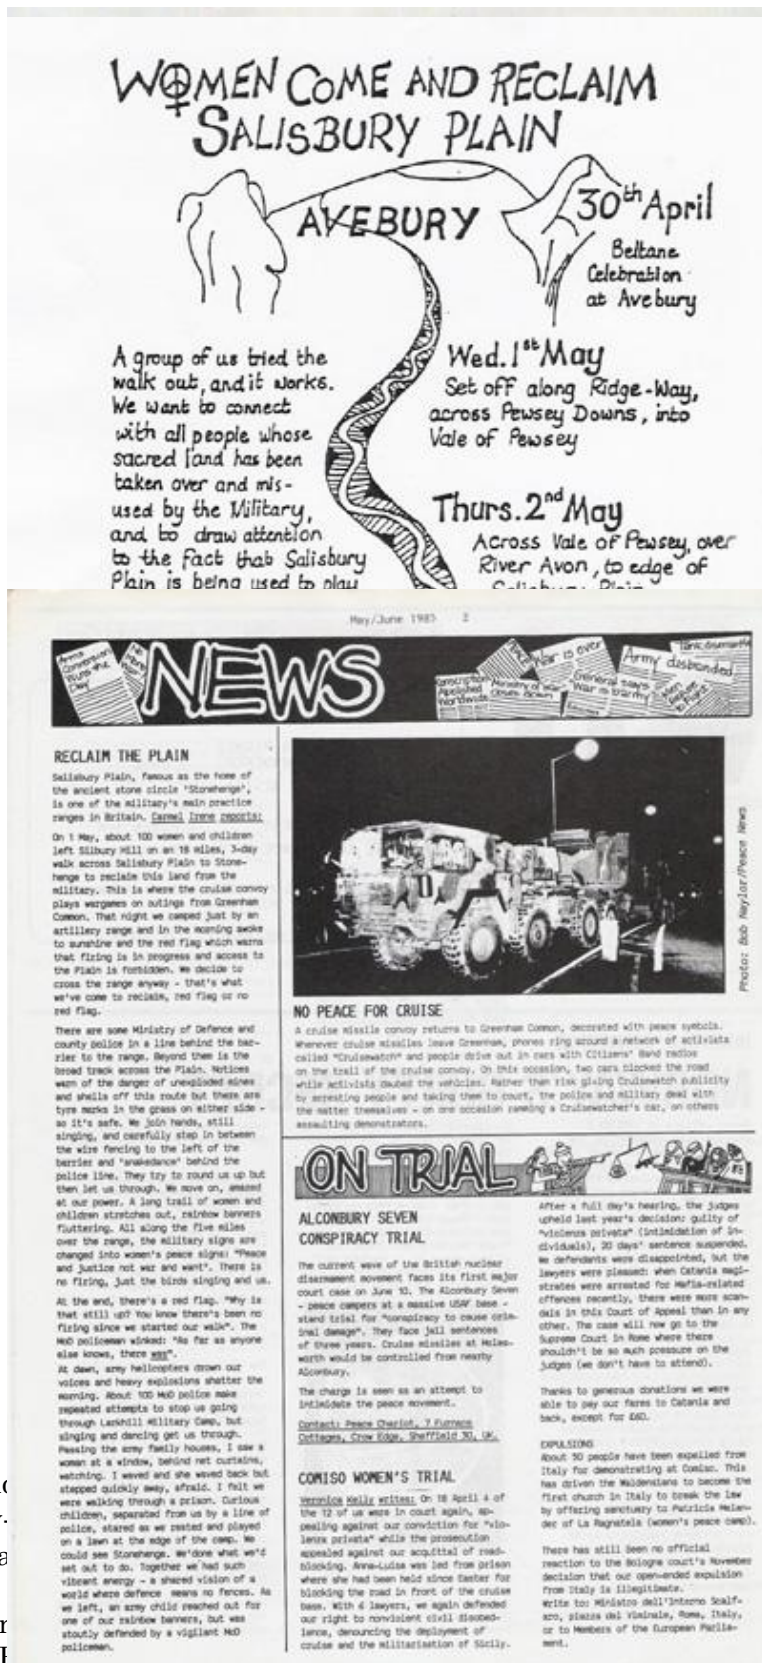 WOMEN COME AND RECLAIM
SALISBURY PLAIN
AVEBURY
30th April
Beltane
Celebration
at Avebury
A group of us tried the
walk out, and it works.
We want to connect
with all people whose
sacred land has been
taken over and mis-
used by the Military,
and to draw attention
to the fact that Salisbury
Plain is being used to play
Wed. 1st May
Set off along Ridge-Way,
across Pewsey Downs, into
Vale of Pewsey
Thurs. 2nd May
Across Vale of Pewsey, over
River Avon, to edge of
Salisbury Plain
May/June 1985 2
Arms
Conversion
Plus the
Day
No
More
War
NEWS
Conscription
Abolished
Worldwide
Ministry of War
closes down
War is over
General says
War is barmy
Army disbanded
RECLAIM THE PLAIN
Salisbury Plain, famous as the home of
the ancient stone circle 'Stonehenge',
is one of the military's main practice
ranges in Britain. Carmel Irene reports:
On 1 May, about 100 women and children
left Silbury Hill on an 18 miles, 3-day
walk across Salisbury Plain to Stone-
henge to reclaim this land from the
military. This is where the cruise convoy
plays wargames on outings from Greenham
Common. That night we camped just by an
artillery range and in the morning awoke
to sunshine and the red flag which warns
that firing is in progress and access to
the Plain is forbidden. We decide to
cross the range anyway - that's what
we've come to reclaim, red flag or no
red flag.
There are some Ministry of Defence and
county police in a line behind the bar-
rier to the range. Beyond them is the
broad track across the Plain. Notices
warn of the danger of unexploded mines
and shells off this route but there are
tyre marks in the grass on either side -
so it's safe. We join hands, still
singing, and carefully step in between
the wire fencing to the left of the
barrier and "snakedance" behind the
police line. They try to round us up but
then let us through. We move on, amazed
at our power. A long trail of women and
children stretches out, rainbow banners
fluttering. All along the five miles
over the range, the military signs are
changed into women's peace signs: "Peace
and justice not war and want". There is
no firing, just the birds singing and us.
At the end, there's a red flag. "Why is
that still up? You know there's been no
firing since we started our walk". The
MoD policeman winked: "As far as anyone
else knows, there was".
At dawn, army helicopters drown our
voices and heavy explosions shatter the
morning. About 100 MoD police make
repeated attempts to stop us going
through Larkhill Military Camp, but
singing and dancing get us through.
Passing the army family houses, I saw a
woman at a window, behind net curtains,
watching. I waved and she waved back but
stepped quickly away, afraid. I felt we
were walking through a prison. Curious
children, separated from us by a line of
police, stared as we rested and played
on a lawn at the edge of the camp. We
could see Stonehenge. We'done what we'd
set out to do. Together we had such
vibrant energy - a shared vision of a
world where defence means no fences. As
we left, an army child reached out for
one of our rainbow banners, but was
stoutly defended by a vigilant MoD
policeman.
Photo: Bob Naylor/Peace News
NO PEACE FOR CRUISE
A cruise missile convoy returns to Greenham Common, decorated with peace symbols.
Whenever cruise missiles leave Greenham, phones ring around a network of activists
called "Cruisewatch" and people drive out in cars with Citizens' Band radios
on the trail of the cruise convoy. On this occasion, two cars blocked the road
while activists daubed the vehicles. Rather than risk giving Cruisewatch publicity
by arresting people and taking them to court, the police and military deal with
the matter themselves - on one occasion ramming a Cruisewatcher's car, on others
assaulting demonstrators.
ON TRIAL
ALCONBURY SEVEN
CONSPIRACY TRIAL
The current wave of the British nuclear
disarmament movement faces its first major
court case on June 10. The Alconbury Seven
- peace campers at a massive USAF base -
stand trial for "conspiracy to cause crim-
inal damage". They face jail sentences
of three years. Cruise missiles at Moles-
worth would be controlled from nearby
Alconbury.
The charge is seen as an attempt to
intimidate the peace movement.
Contact: Peace Chariot, 7 Furnace
Cottages, Crow Edge, Sheffield 30, UK.
COMISO WOMEN'S TRIAL
Veronica Kelly writes: On 18 April 4 of
the 12 of us were in court again, ap-
pealing against our conviction for "vio-
lenza privata" while the prosecution
appealed against our acquittal of road-
blocking. Anna-Luisa was led from prison
where she had been held since Easter for
blocking the road in front of the cruise
base. With 6 lawyers, we again defended
our right to nonviolent civil disobed-
ience, denouncing the deployment of
cruise and the militarisation of Sicily.
After a full day's hearing, the judges
upheld last year's decision: guilty of
"violenza privata" (intimidation of in-
dividuals), 20 days' sentence suspended.
We defendants were disappointed, but the
lawyers were pleased: when Catania magi-
strates were arrested for Mafia-related
offences recently, there were more scan-
dals in this Court of Appeal than in any
other. The case will now go to the
Supreme Court in Rome where there
shouldn't be so much pressure on the
judges (we don't have to attend).
Thanks to generous donations we were
able to pay our fares to Catania and
back, except for £60.
EXPULSIONS
About 50 people have been expelled from
Italy for demonstrating at Comiso. This
has driven the Waldensians to become the
first church in Italy to break the law
by offering sanctuary to Patricia Melan-
der of La Ragnatela (women's peace camp).
There has still been no official
reaction to the Bologna court's November
decision that our open-ended expulsion
from Italy is illegitimate.
Write to: Ministro dell'Interno Scalf-
aro, piazza del Viminale, Rome, Italy,
or to Members of the European Parlia-
ment.